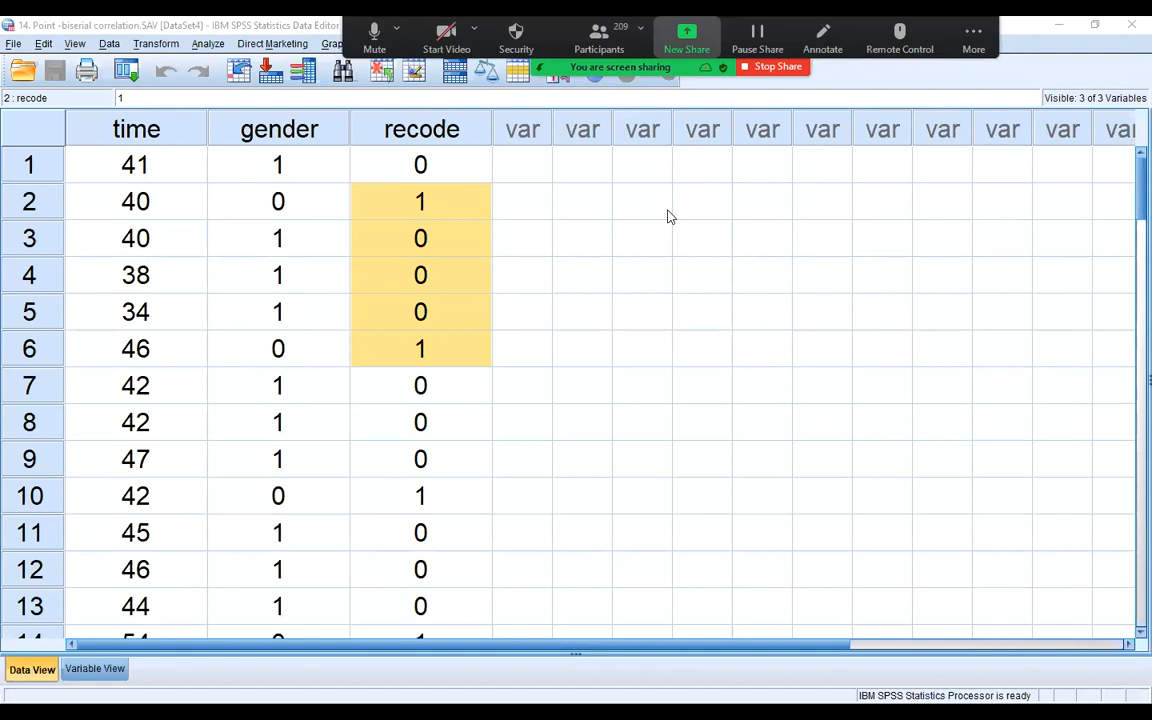 14. Point -biserial correlation.SAV [DataSet4] - IBM SPSS Statistics Data Editor
Mute
Start Video
Security
209
Participants
New Share
Pause Share
Annotate
Remote Control
More
File Edit View Data Transform Analyze Direct Marketing Grap
You are screen sharing
Stop Share
2 : recode 1 Visible: 3 of 3 Variables
time gender recode var var var var var var var var var var var
1 41 1 0
2 40 0 1
3 40 1 0
4 38 1 0
5 34 1 0
6 46 0 1
7 42 1 0
8 42 1 0
9 47 1 0
10 42 0 1
11 45 1 0
12 46 1 0
13 44 1 0
14 54 0 1
Data View Variable View
IBM SPSS Statistics Processor is ready